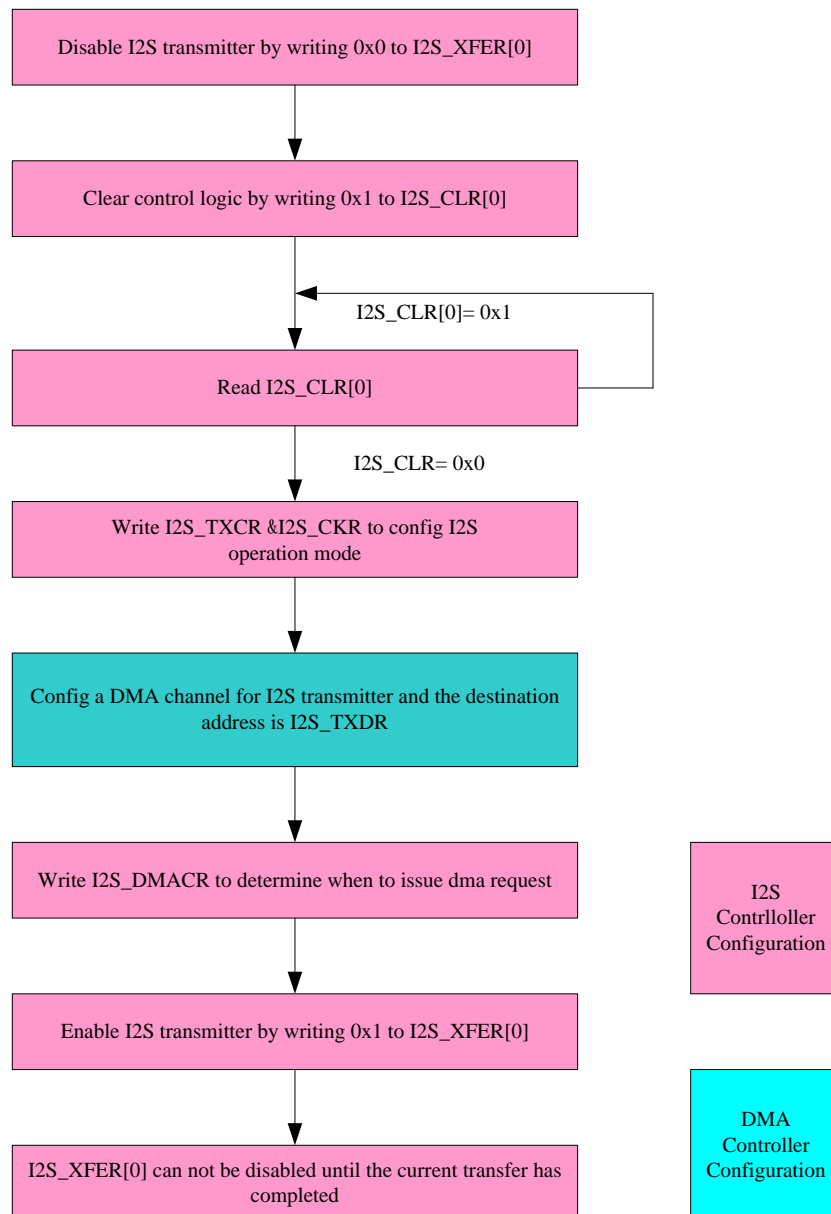 Disable I2S transmitter by writing 0x0 to I2S_XFER[0]
Clear control logic by writing 0x1 to I2S_CLR[0]
I2S_CLR[0]= 0x1
Read I2S_CLR[0]
I2S_CLR= 0x0
Write I2S_TXCR &I2S_CKR to config I2S
operation mode
Config a DMA channel for I2S transmitter and the destination
address is I2S_TXDR
Write I2S_DMACR to determine when to issue dma request
I2S
Contrlloller
Configuration
Enable I2S transmitter by writing 0x1 to I2S_XFER[0]
DMA
Controller
Configuration
I2S_XFER[0] can not be disabled until the current transfer has
completed